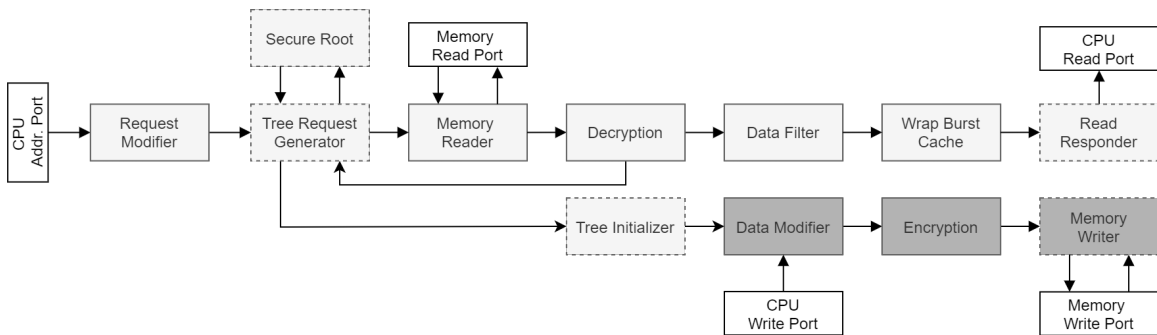 Secure Root
Memory
Read Port
CPU
Read Port
CPU
Addr. Port
Request
Modifier
Tree Request
Generator
Memory
Reader
Decryption
Data Filter
Wrap Burst
Cache
Read
Responder
Tree Initializer
Data Modifier
Encryption
Memory
Writer
CPU
Write Port
Memory
Write Port